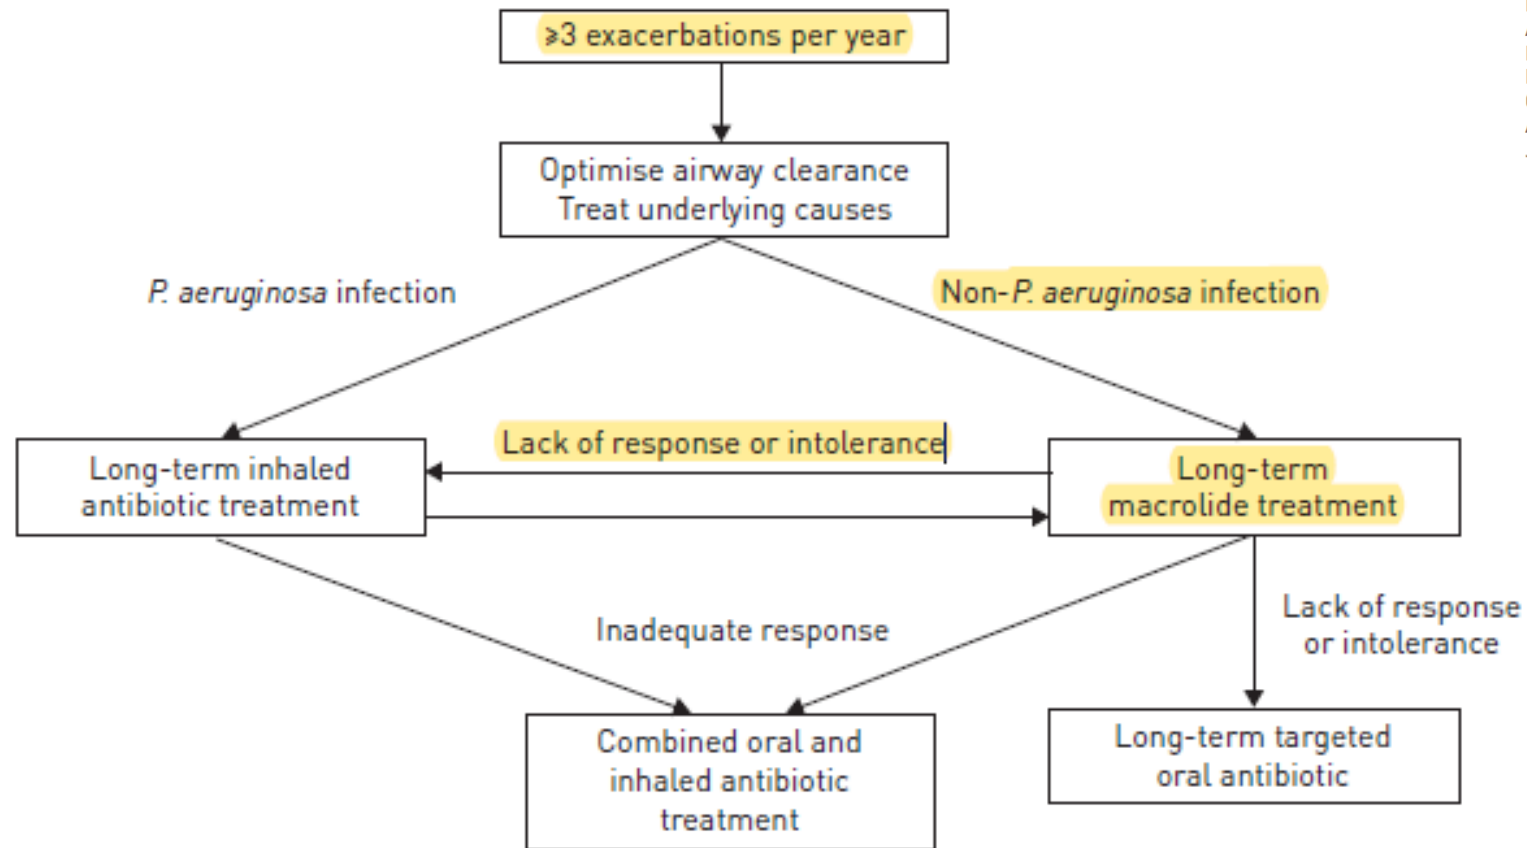 ⩾3 exacerbations per year
Optimise airway clearance
Treat underlying causes
P. aeruginosa infection
Non-P. aeruginosa infection
Lack of response or intolerance
Long-term inhaled
antibiotic treatment
Long-term
macrolide treatment
Inadequate response
Lack of response
or intolerance
Combined oral and
inhaled antibiotic
treatment
Long-term targeted
oral antibiotic